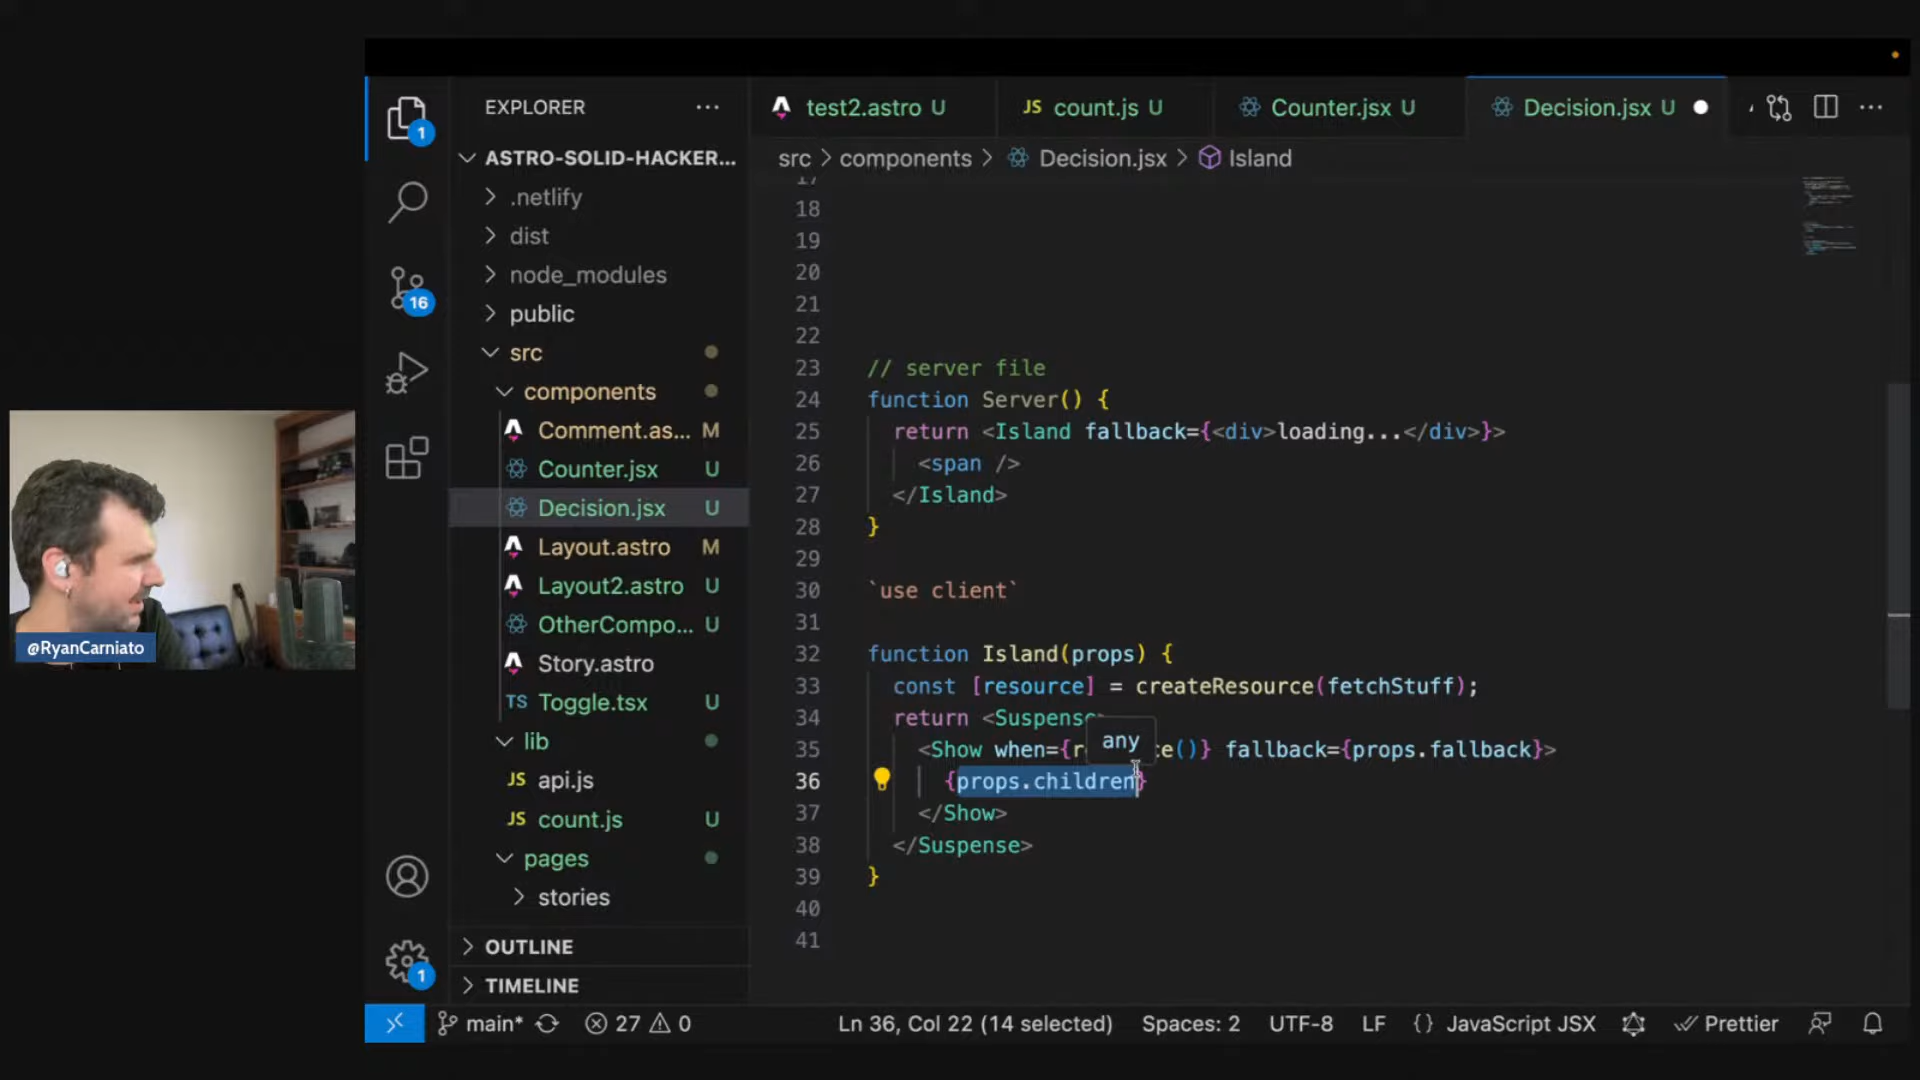 EXPLORER
ASTRO-SOLID-HACKER...
.netlify
dist
node_modules
public
src
components
Comment.as... M
Counter.jsx U
Decision.jsx U
Layout.astro M
Layout2.astro U
OtherCompo... U
Story.astro
Toggle.tsx U
lib
api.js
count.js U
pages
stories
OUTLINE
TIMELINE
1
16
1
@RyanCarniato
test2.astro U
JS count.js U
Counter.jsx U
Decision.jsx U
src > components > Decision.jsx > Island
17
18
19
20
21
22
23 // server file
24 function Server() {
25 return <Island fallback={<div>loading...</div>}>
26 <span />
27 </Island>
28 }
29
30 `use client`
31
32 function Island(props) {
33 const [resource] = createResource(fetchStuff);
34 return <Suspense>
any
35 <Show when={r ce()} fallback={props.fallback}>
36 {props.children}
37 </Show>
38 </Suspense>
39 }
40
41
main* 27 0 Ln 36, Col 22 (14 selected) Spaces: 2 UTF-8 LF {} JavaScript JSX Prettier